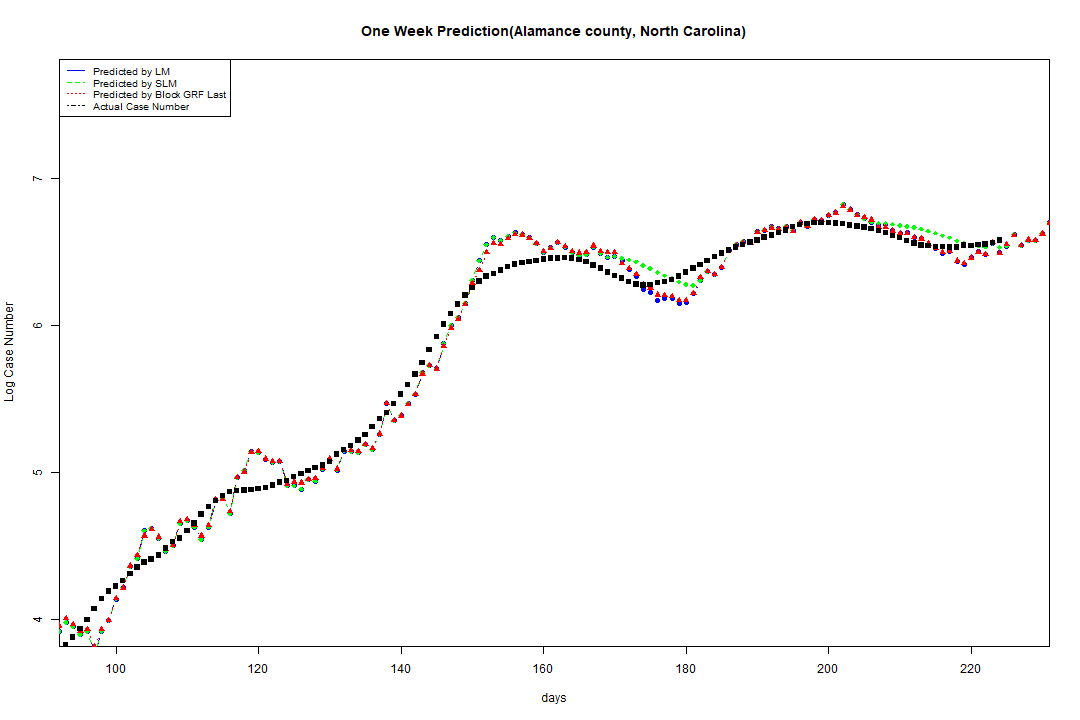 One Week Prediction(Alamance county, North Carolina)
Predicted by LM
Predicted by SLM
Predicted by Block GRF Last
Actual Case Number
7
6
5
4
Log Case Number
100 120 140 160 180 200 220
days